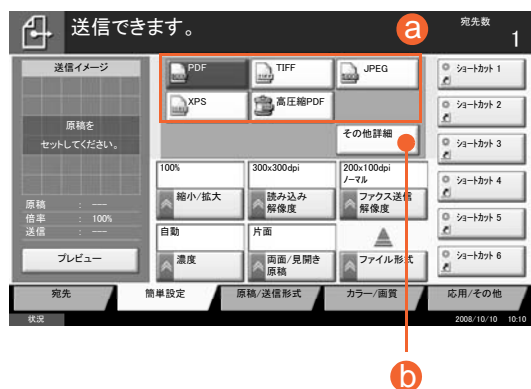 送信できます。
a
宛先数
1
送信イメージ
原稿を
セットしてください。
原稿 : ---
倍率 : 100%
送信 : ---
プレビュー
PDF
TIFF
JPEG
XPS
高圧縮PDF
その他詳細
100%
縮小/拡大
300x300dpi
読み込み
解像度
200x100dpi
ノーマル
ファクス送信
解像度
自動
濃度
片面
両面/見開き
原稿
ファイル形式
ショートカット 1
ショートカット 2
ショートカット 3
ショートカット 4
ショートカット 5
ショートカット 6
宛先
簡単設定
原稿/送信形式
カラー/画質
応用/その他
状況
2008/10/10 10:10
b